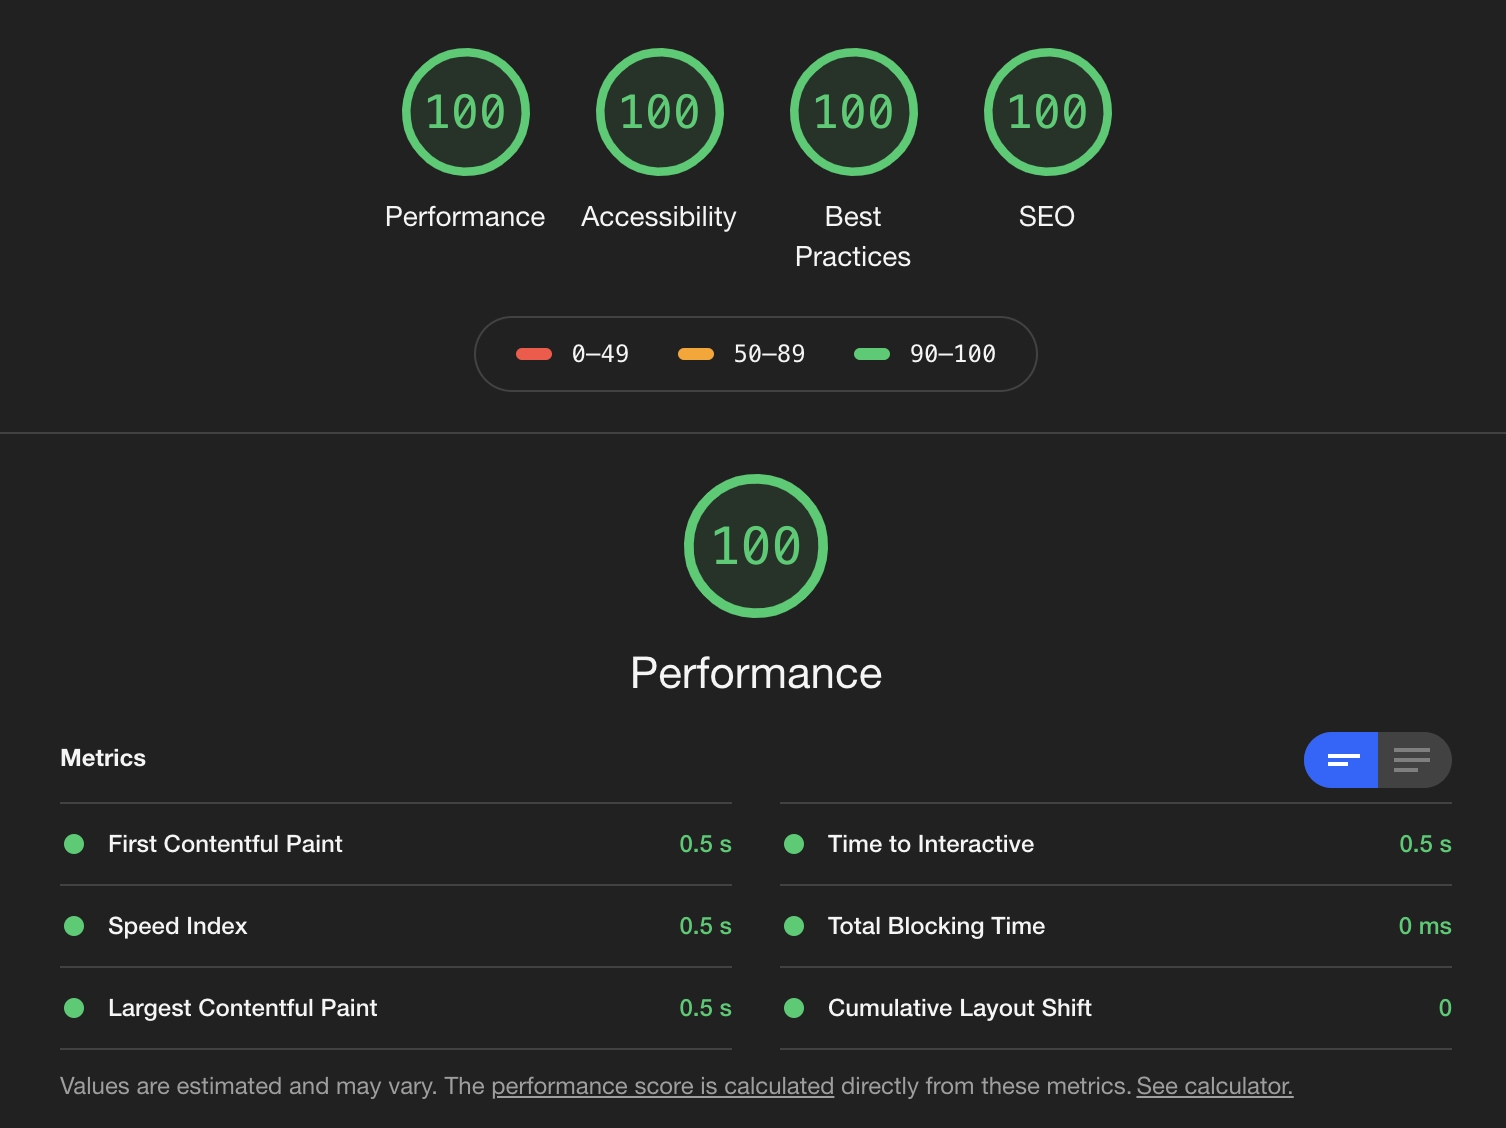 100 100 100 100
Performance Accessibility Best Practices SEO
0–49 50–89 90–100
100
Performance
Metrics
First Contentful Paint 0.5 s
Time to Interactive 0.5 s
Speed Index 0.5 s
Total Blocking Time 0 ms
Largest Contentful Paint 0.5 s
Cumulative Layout Shift 0
Values are estimated and may vary. The performance score is calculated directly from these metrics. See calculator.